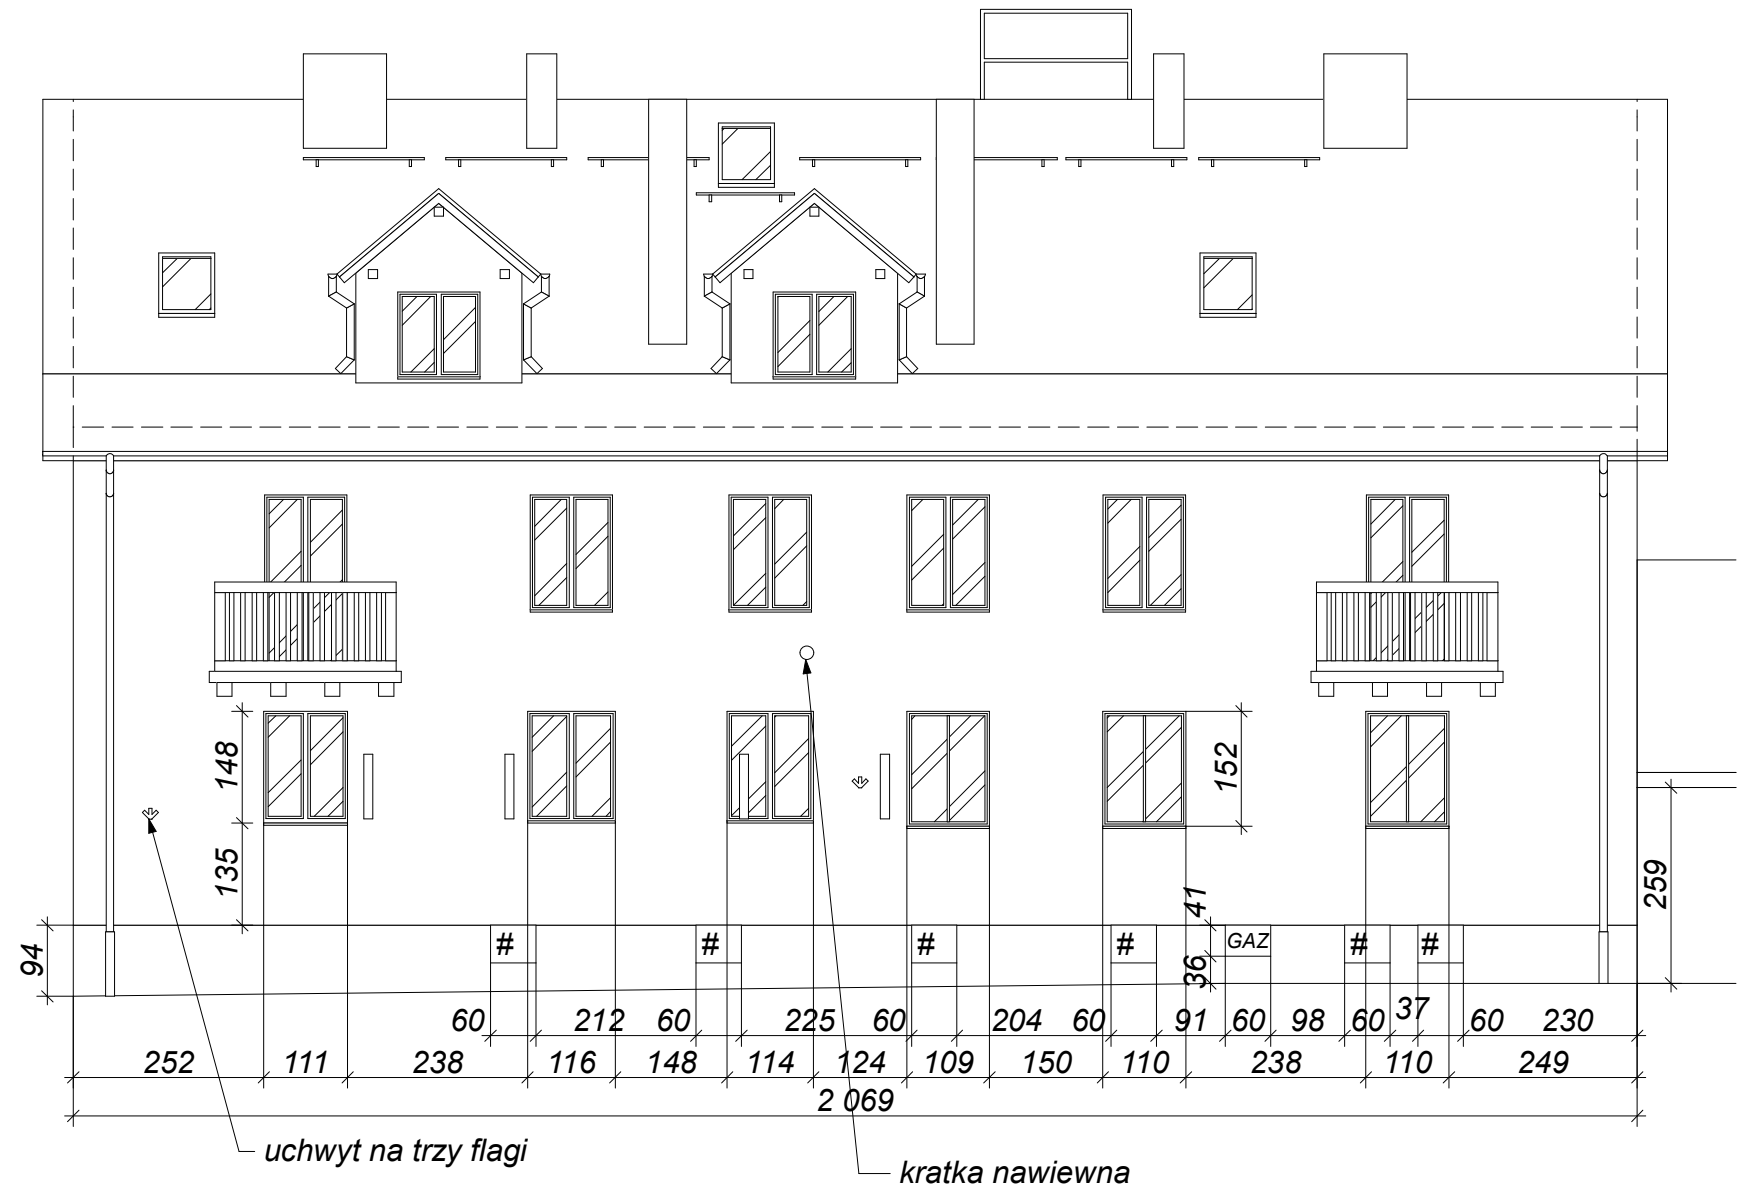 148
152
135
259
41
94
# # # # GAZ # #
36
37
60 212 60 225 60 204 60 91 60 98 60 60 230
252 111 238 116 148 114 124 109 150 110 238 110 249
2 069
uchwyt na trzy flagi
kratka nawiewna